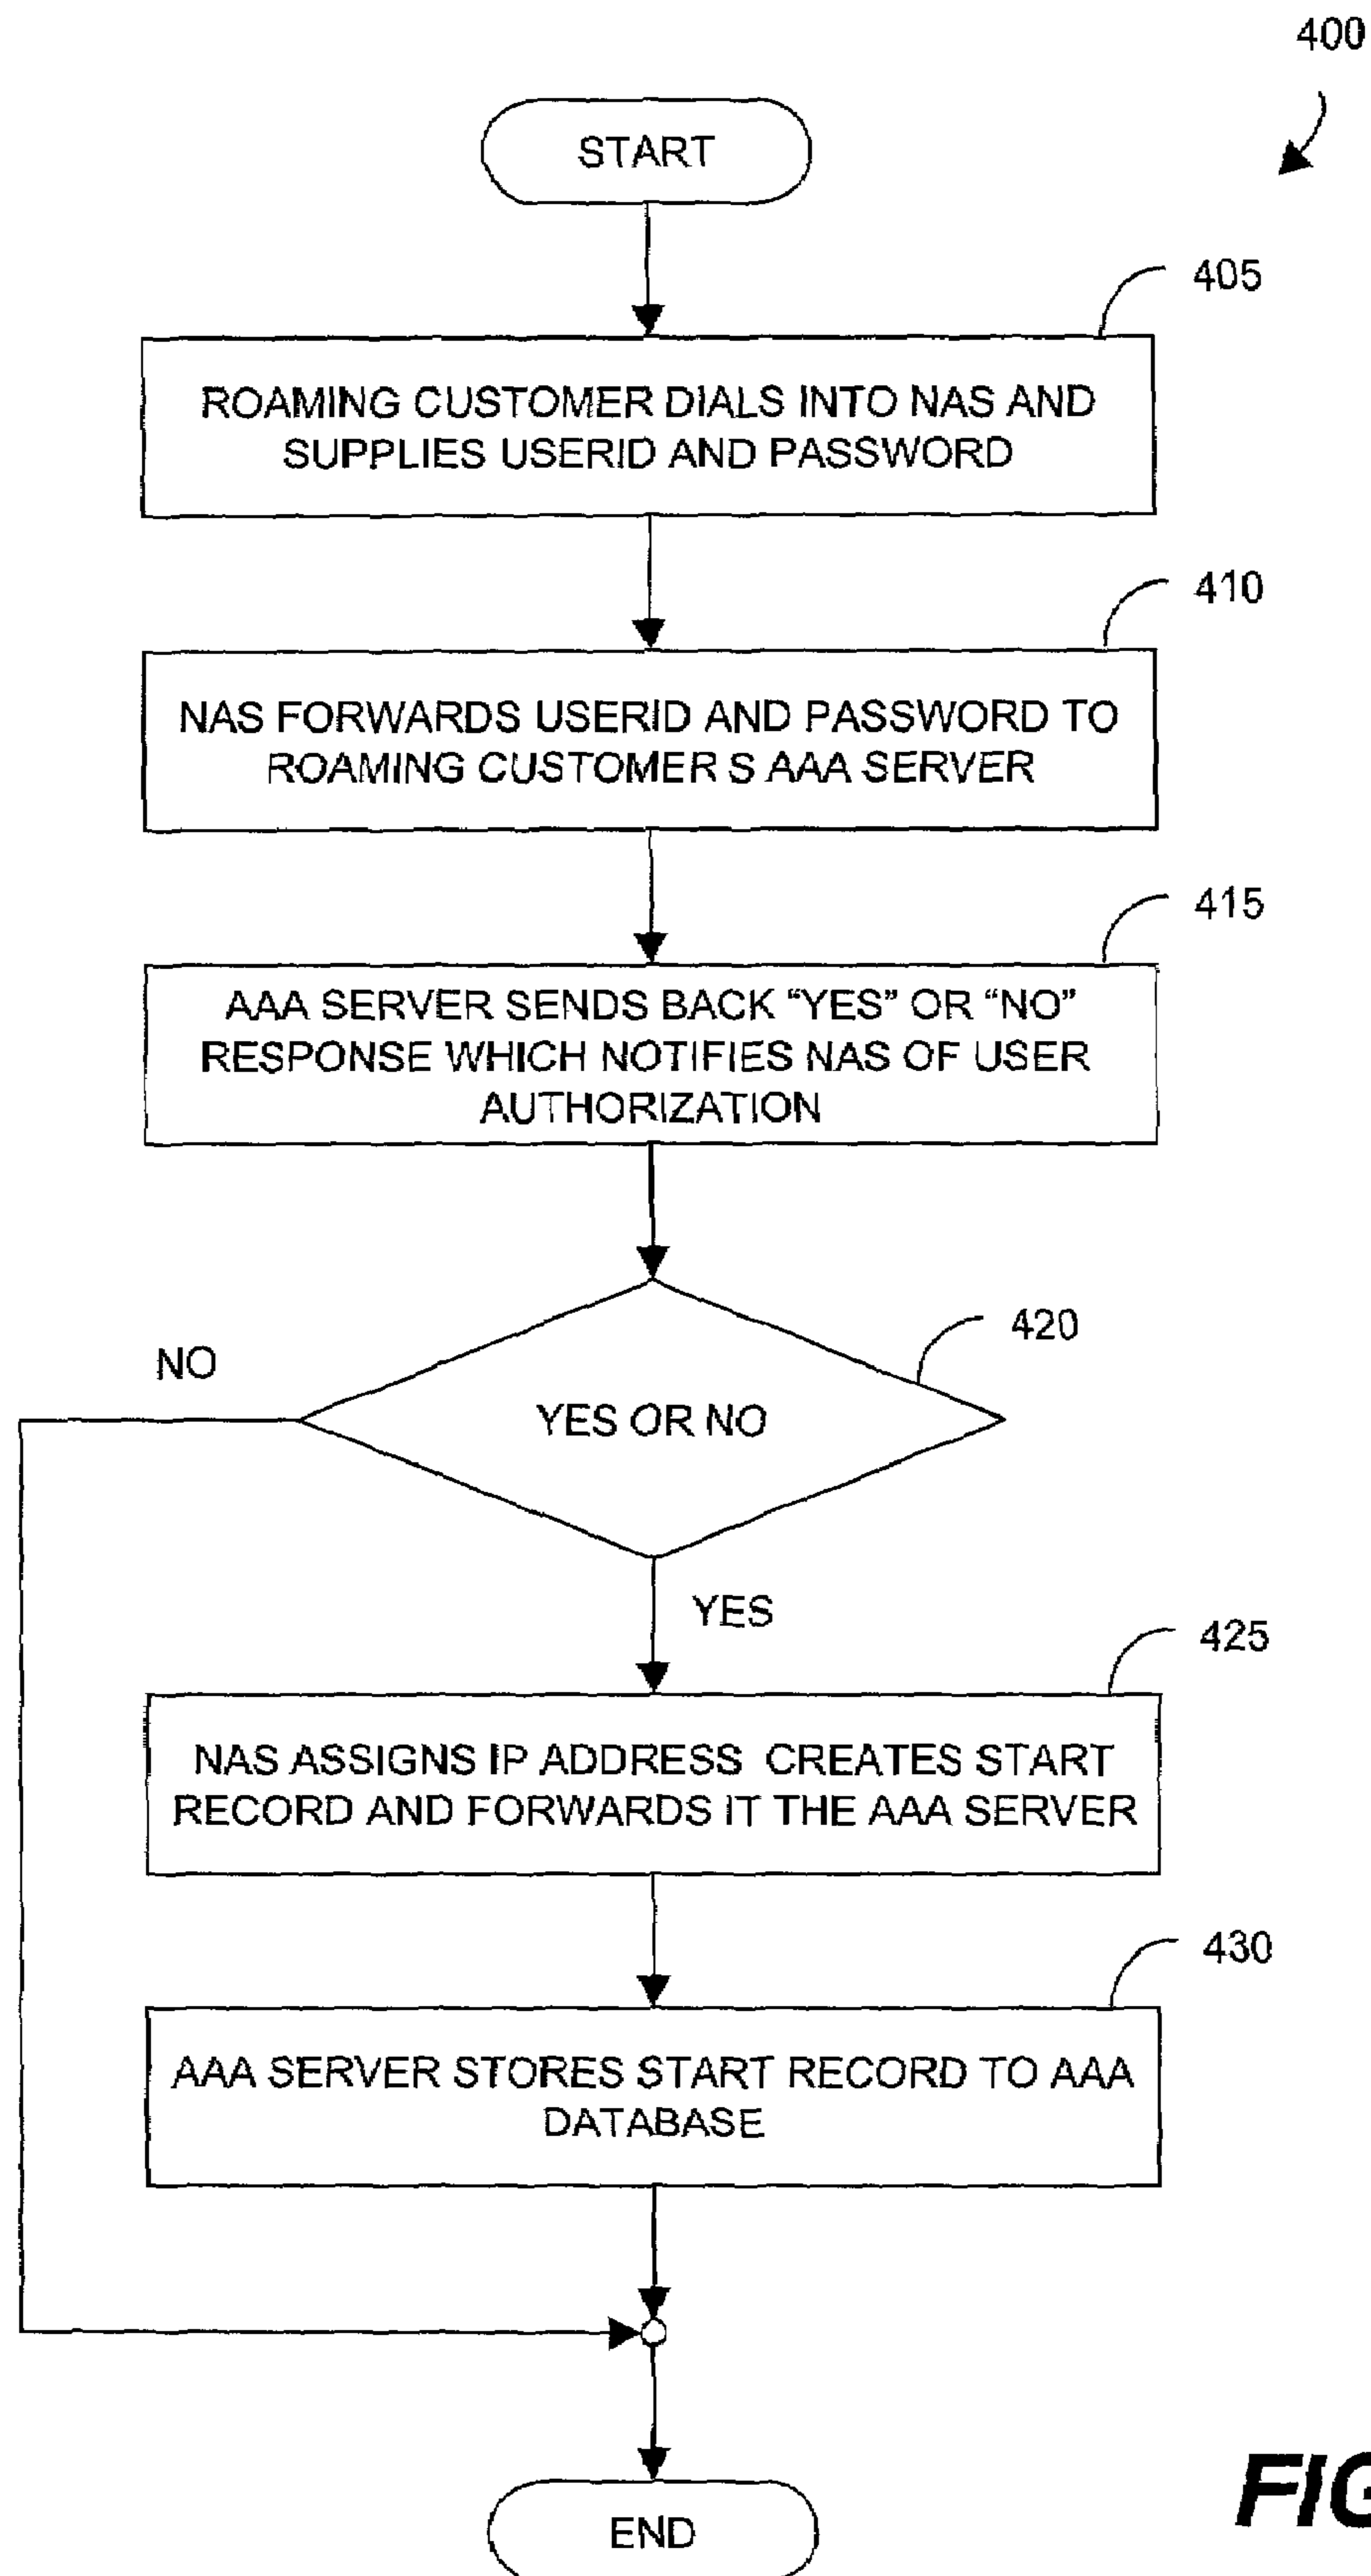 400
START
405
ROAMING CUSTOMER DIALS INTO NAS AND
SUPPLIES USERID AND PASSWORD
410
NAS FORWARDS USERID AND PASSWORD TO
ROAMING CUSTOMER S AAA SERVER
415
AAA SERVER SENDS BACK “YES” OR “NO”
RESPONSE WHICH NOTIFIES NAS OF USER
AUTHORIZATION
420
NO
YES OR NO
YES
425
NAS ASSIGNS IP ADDRESS CREATES START
RECORD AND FORWARDS IT THE AAA SERVER
430
AAA SERVER STORES START RECORD TO AAA
DATABASE
END